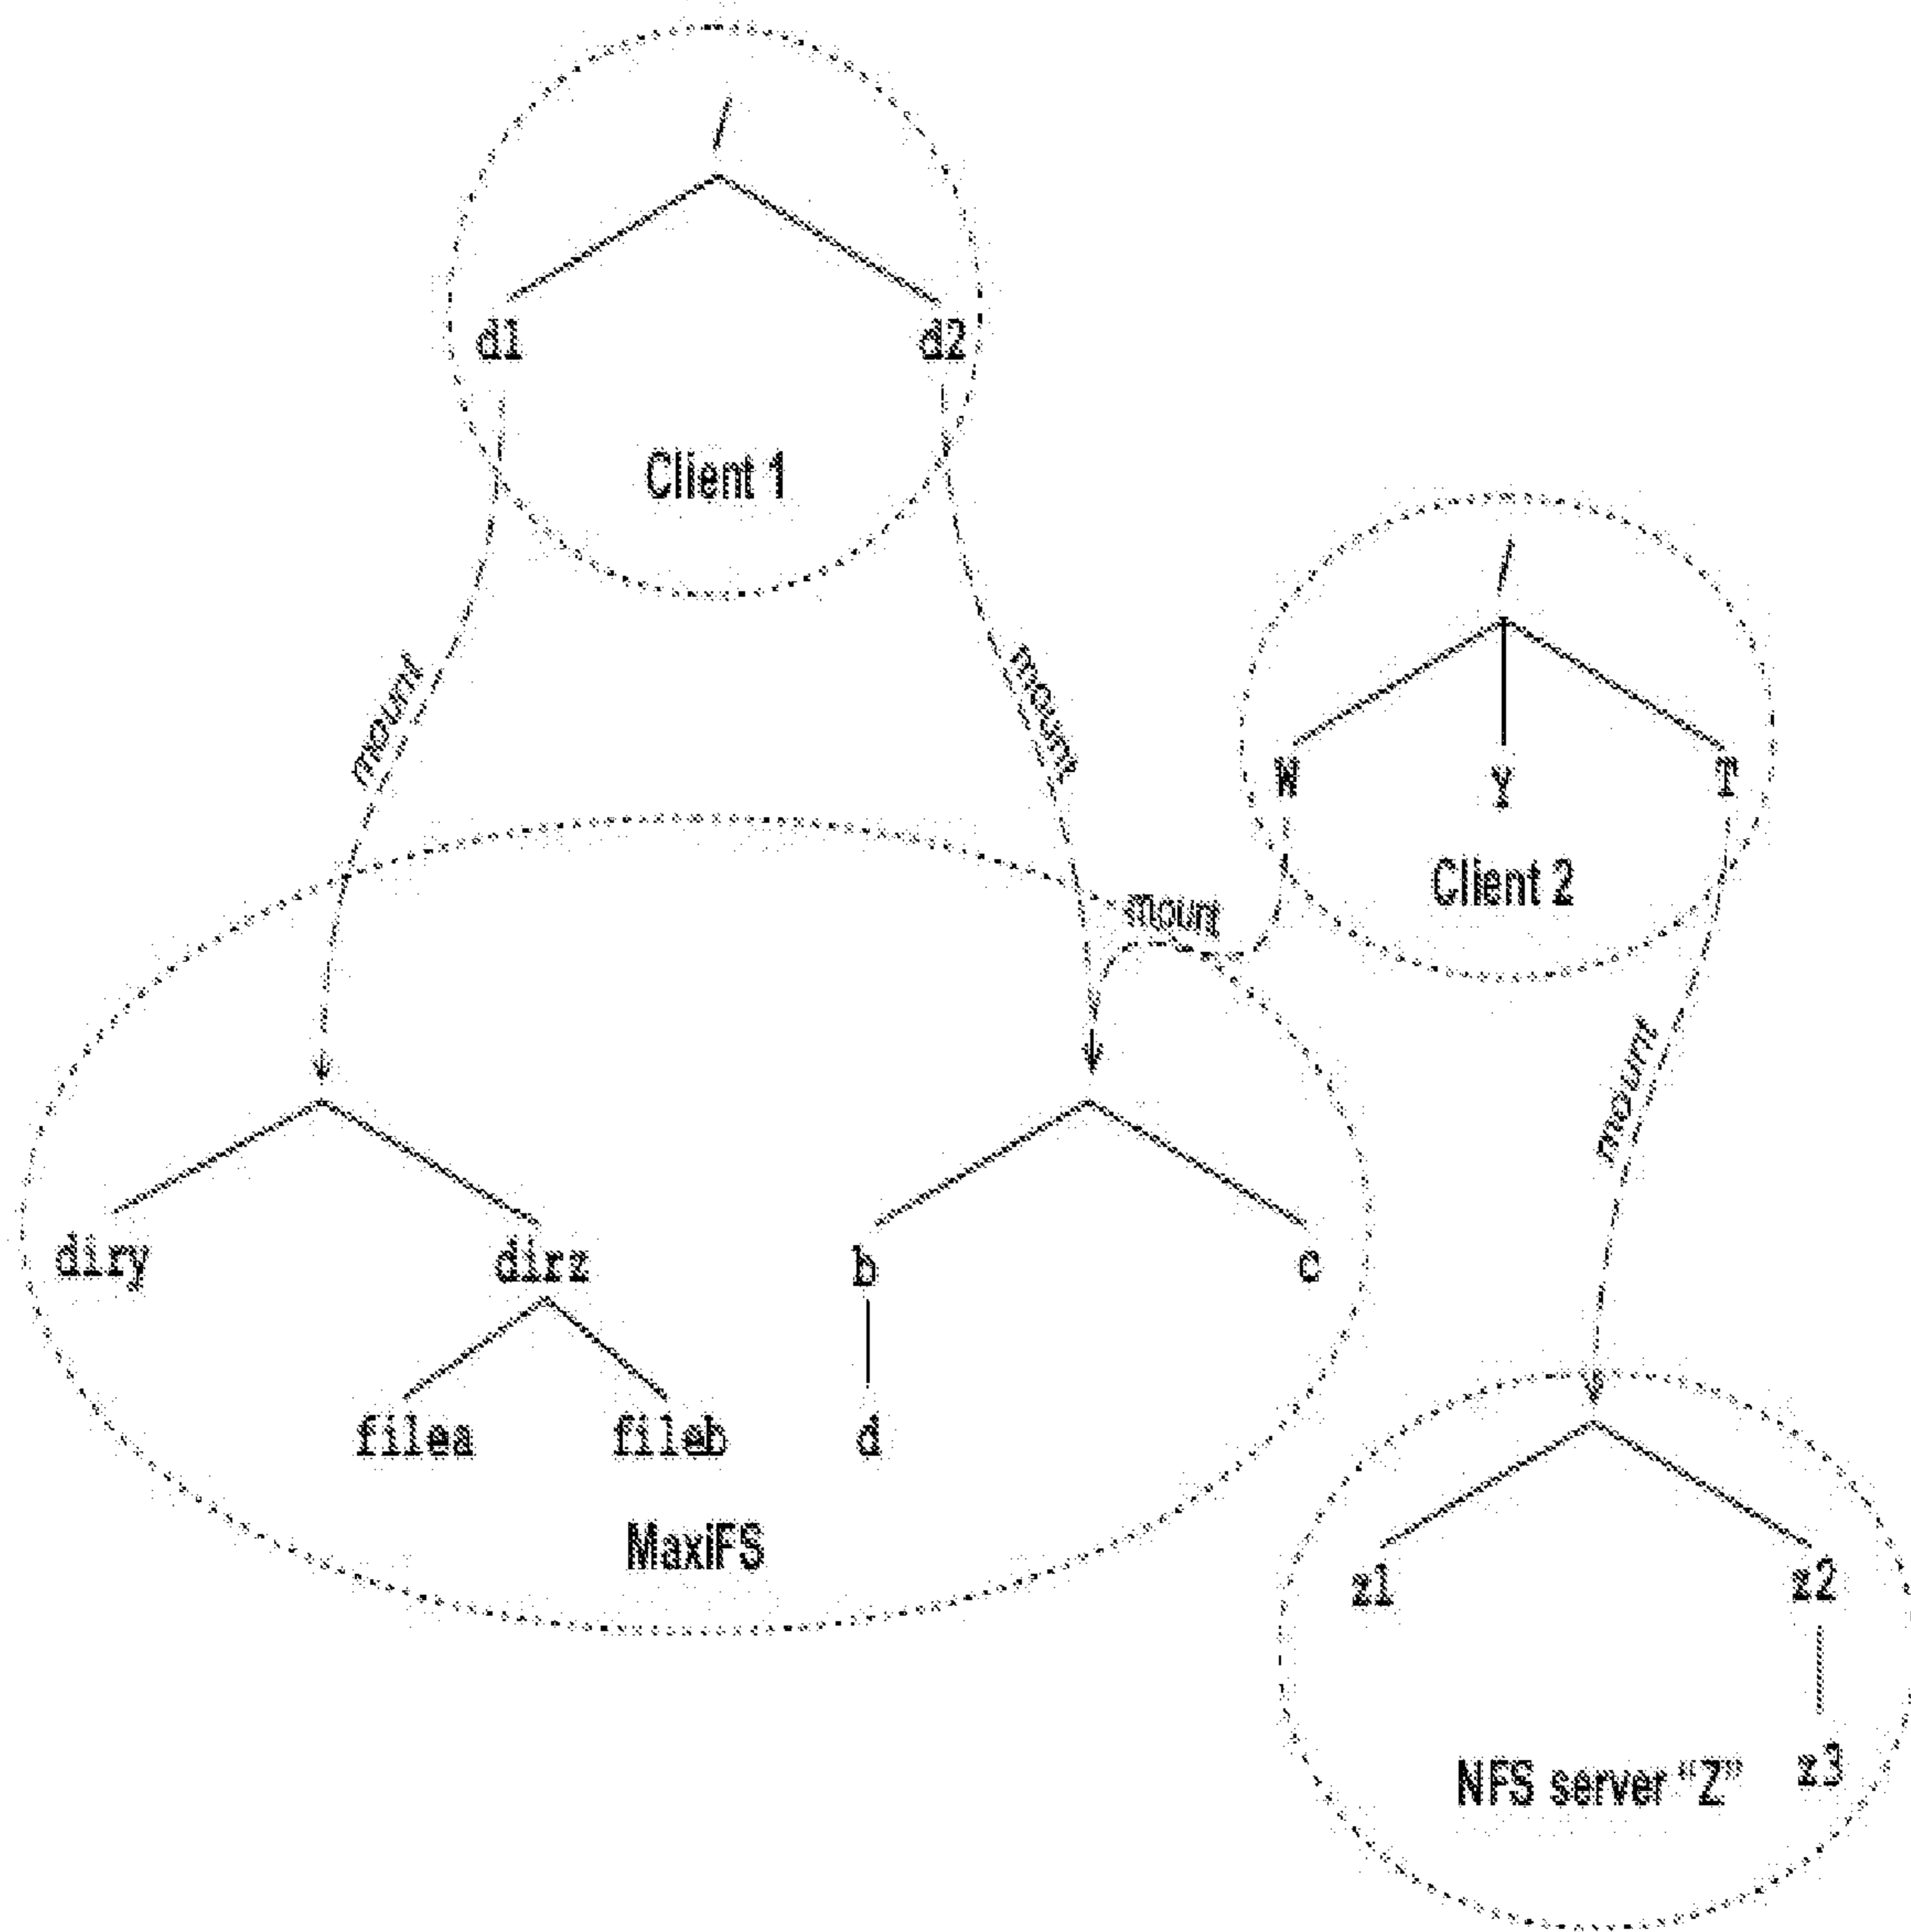 /
d1
d2
Client 1
/
mount
mount
W
Y
T
Client 2
mount
mount
diry
dirz
b
c
filea
fileb
d
MaxiFS
z1
z2
z3
NFS server "Z"